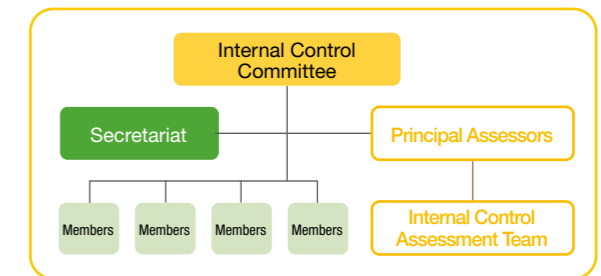 Internal Control
Committee
Secretariat
Principal Assessors
Members
Members
Members
Members
Internal Control
Assessment Team